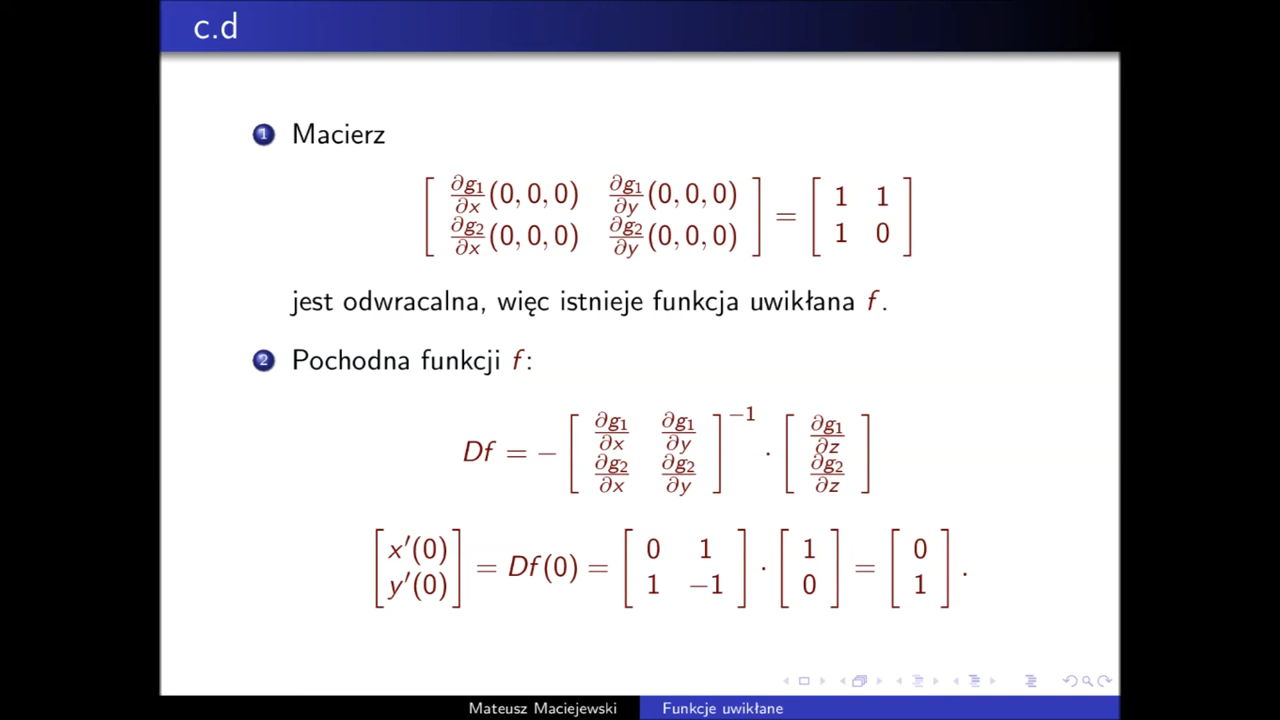 c.d
1 Macierz
[ ∂g₁/∂x (0, 0, 0) ∂g₁/∂y (0, 0, 0) ; ∂g₂/∂x (0, 0, 0) ∂g₂/∂y (0, 0, 0) ] = [ 1 1 ; 1 0 ]
jest odwracalna, więc istnieje funkcja uwikłana f.
2 Pochodna funkcji f:
Df = − [ ∂g₁/∂x ∂g₁/∂y ; ∂g₂/∂x ∂g₂/∂y ]⁻¹ · [ ∂g₁/∂z ; ∂g₂/∂z ]
[ x′(0) ; y′(0) ] = Df(0) = [ 0 1 ; 1 −1 ] · [ 1 ; 0 ] = [ 0 ; 1 ] .
Mateusz Maciejewski Funkcje uwikłane